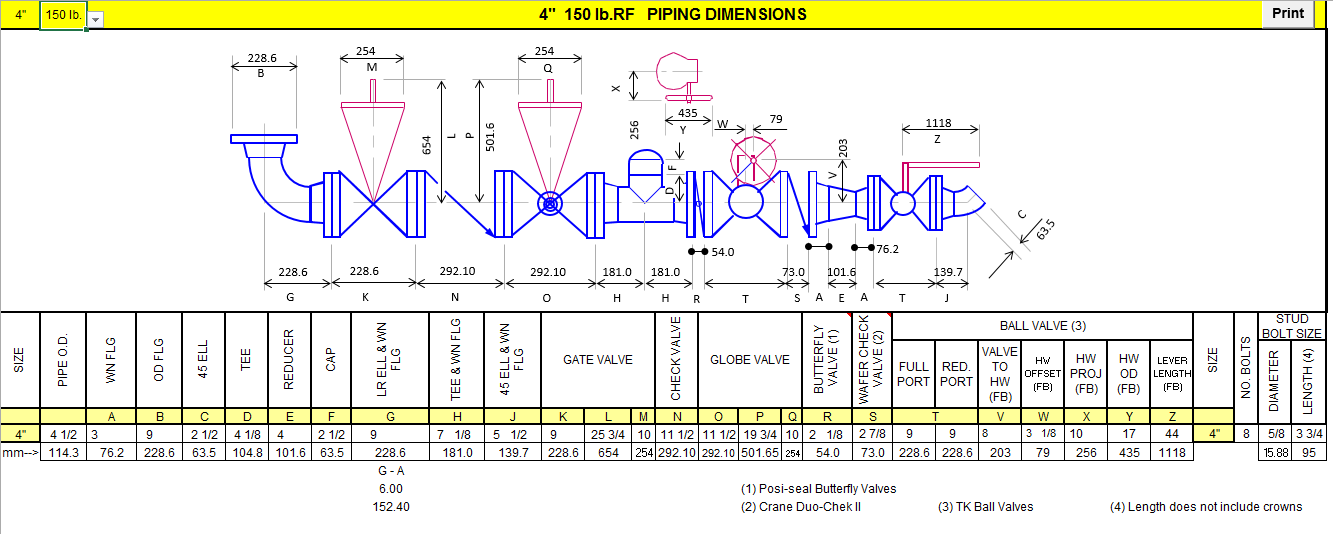 4" 150 lb. 4" 150 lb.RF PIPING DIMENSIONS Print
228.6
B
254
M
254
Q
X
435
Y
W
79
1118
Z
654
L
P
501.6
256
F
D
V
203
C
63.5
54.0
76.2
228.6 228.6 292.10 292.10 181.0 181.0 73.0 101.6 139.7
G K N O H H R T S A E A T J
SIZE PIPE O.D. WN FLG OD FLG 45 ELL TEE REDUCER CAP LR ELL & WN FLG TEE & WN FLG 45 ELL & WN FLG GATE VALVE CHECK VALVE GLOBE VALVE BUTTERFLY VALVE (1) WAFER CHECK VALVE (2) BALL VALVE (3) SIZE NO. BOLTS STUD BOLT SIZE
FULL PORT RED. PORT VALVE TO HW (FB) HW OFFSET (FB) HW PROJ (FB) HW OD (FB) LEVER LENGTH (FB) DIAMETER LENGTH (4)
A B C D E F G H J K L M N O P Q R S T V W X Y Z
4" 4 1/2 3 9 2 1/2 4 1/8 4 2 1/2 9 7 1/8 5 1/2 9 25 3/4 10 11 1/2 11 1/2 19 3/4 10 2 1/8 2 7/8 9 9 8 3 1/8 10 17 44 4" 8 5/8 3 3/4
mm--> 114.3 76.2 228.6 63.5 104.8 101.6 63.5 228.6 181.0 139.7 228.6 654 254 292.10 292.10 501.65 254 54.0 73.0 228.6 228.6 203 79 256 435 1118 15.88 95
G - A
6.00 (1) Posi-seal Butterfly Valves
152.40 (2) Crane Duo-Chek II (3) TK Ball Valves (4) Length does not include crowns